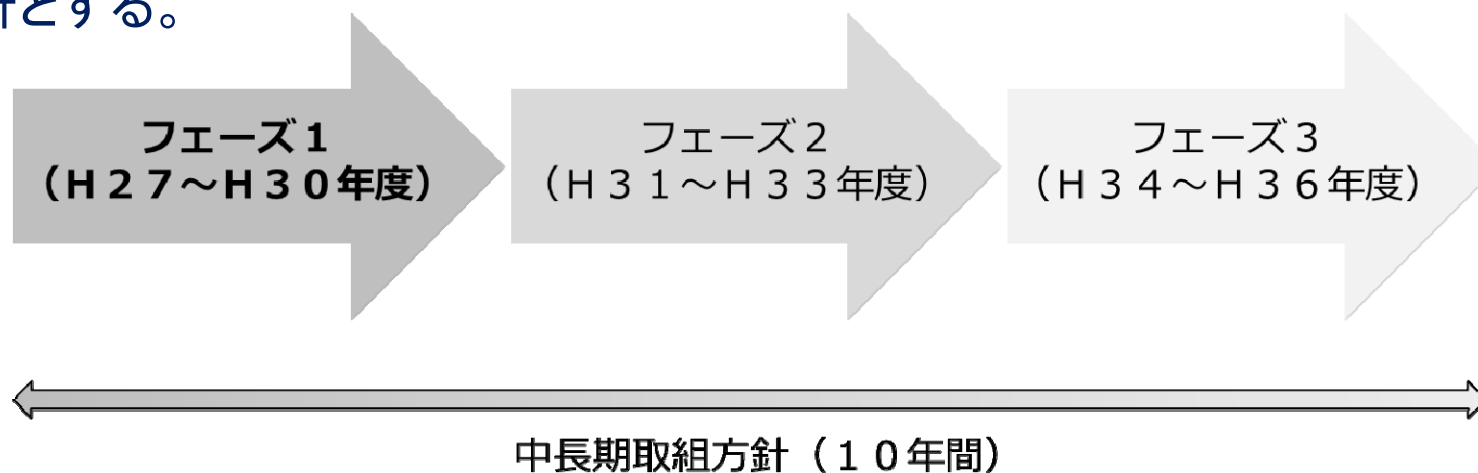 針とする。
フェーズ１
（H２７～H３０年度）
フェーズ２
（H３１～H３３年度）
フェーズ３
（H３４～H３６年度）
中長期取組方針（１０年間）